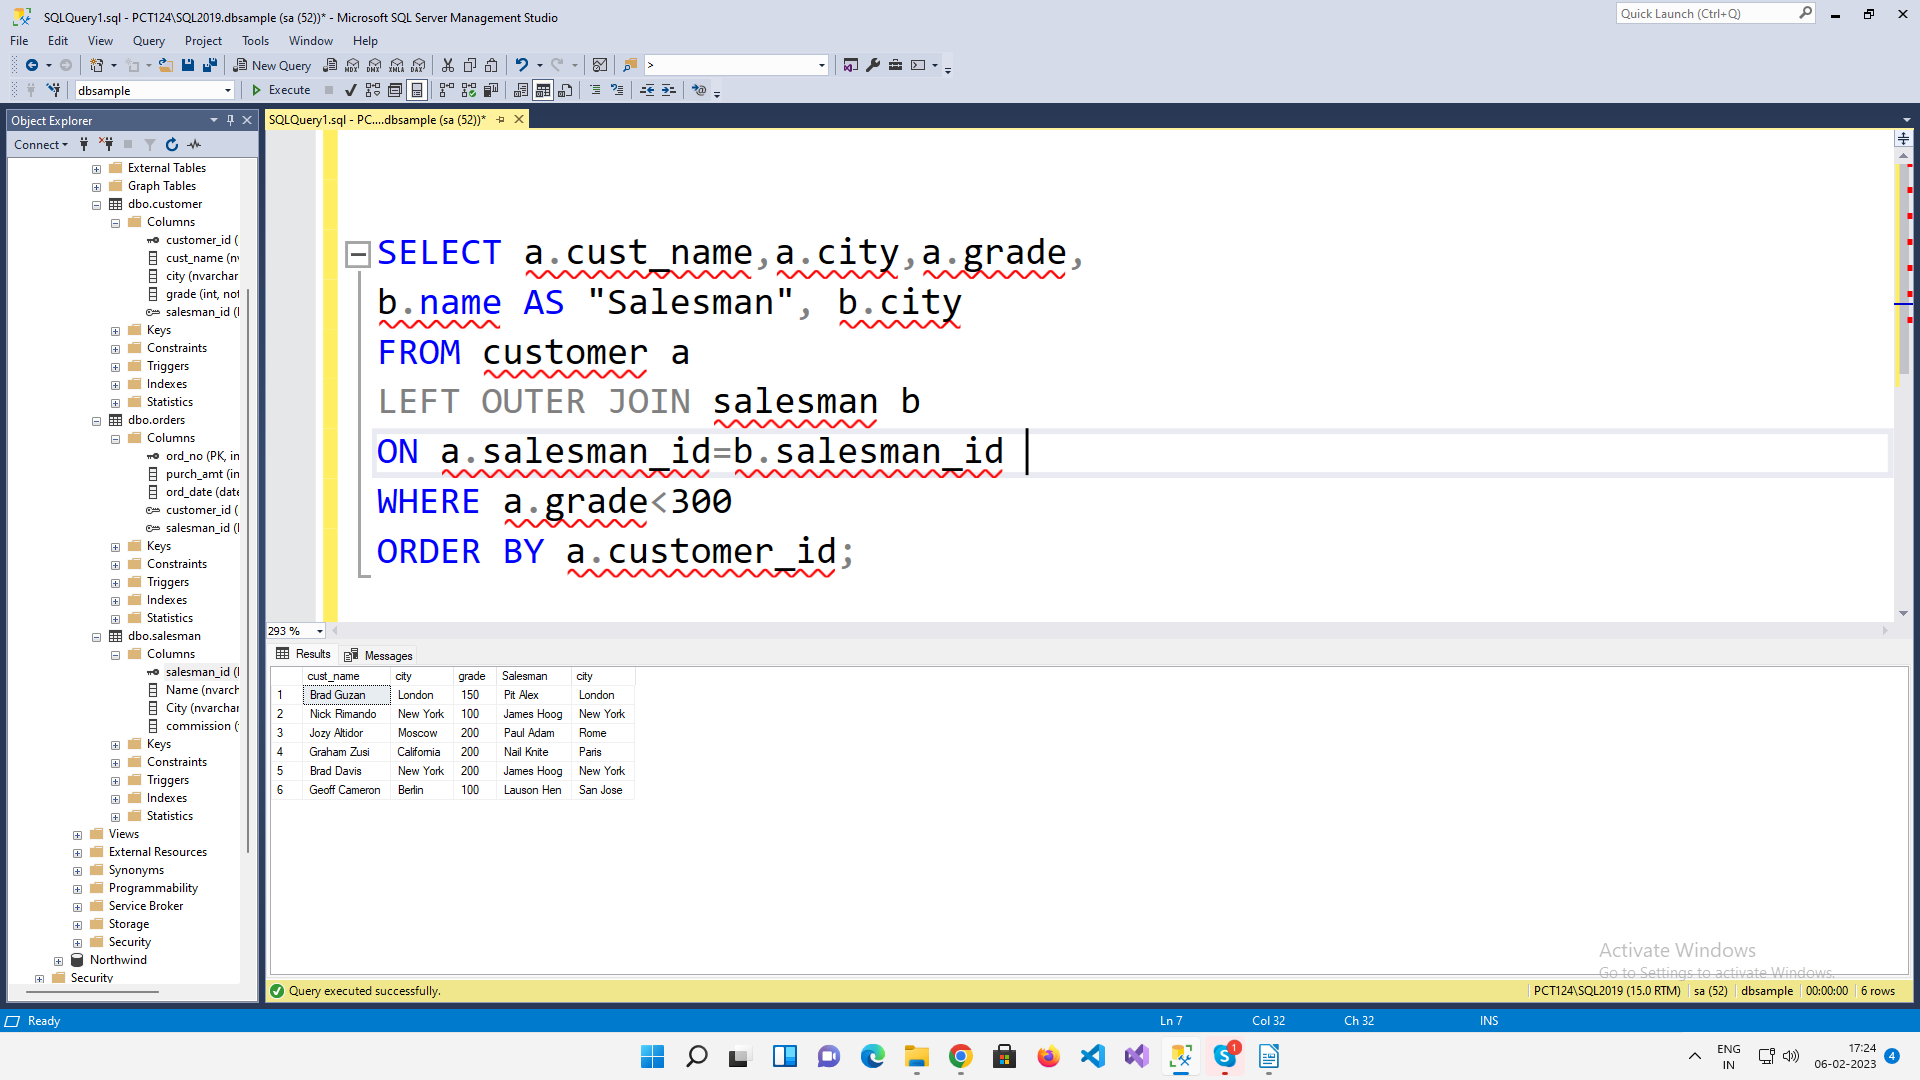 SQLQuery1.sql - PCT124\SQL2019.dbsample (sa (52))* - Microsoft SQL Server Management Studio
Quick Launch (Ctrl+Q)
File Edit View Query Project Tools Window Help
New Query
>
dbsample
Execute
Object Explorer
SQLQuery1.sql - PC....dbsample (sa (52))*
Connect
External Tables
Graph Tables
dbo.customer
Columns
customer_id (
cust_name (nv
city (nvarchar
grade (int, not
salesman_id (
Keys
Constraints
Triggers
Indexes
Statistics
dbo.orders
Columns
ord_no (PK, in
purch_amt (in
ord_date (date
customer_id (
salesman_id (
Keys
Constraints
Triggers
Indexes
Statistics
dbo.salesman
Columns
salesman_id (
Name (nvarch
City (nvarchar
commission (
Keys
Constraints
Triggers
Indexes
Statistics
Views
External Resources
Synonyms
Programmability
Service Broker
Storage
Security
Northwind
Security
SELECT a.cust_name,a.city,a.grade,
b.name AS "Salesman", b.city
FROM customer a
LEFT OUTER JOIN salesman b
ON a.salesman_id=b.salesman_id
WHERE a.grade<300
ORDER BY a.customer_id;
293 %
Results Messages
cust_name city grade Salesman city
1 Brad Guzan London 150 Pit Alex London
2 Nick Rimando New York 100 James Hoog New York
3 Jozy Altidor Moscow 200 Paul Adam Rome
4 Graham Zusi California 200 Nail Knite Paris
5 Brad Davis New York 200 James Hoog New York
6 Geoff Cameron Berlin 100 Lauson Hen San Jose
Activate Windows
Go to Settings to activate Windows.
Query executed successfully.
PCT124\SQL2019 (15.0 RTM) sa (52) dbsample 00:00:00 6 rows
Ready Ln 7 Col 32 Ch 32 INS
1
ENG
IN
17:24
06-02-2023
4